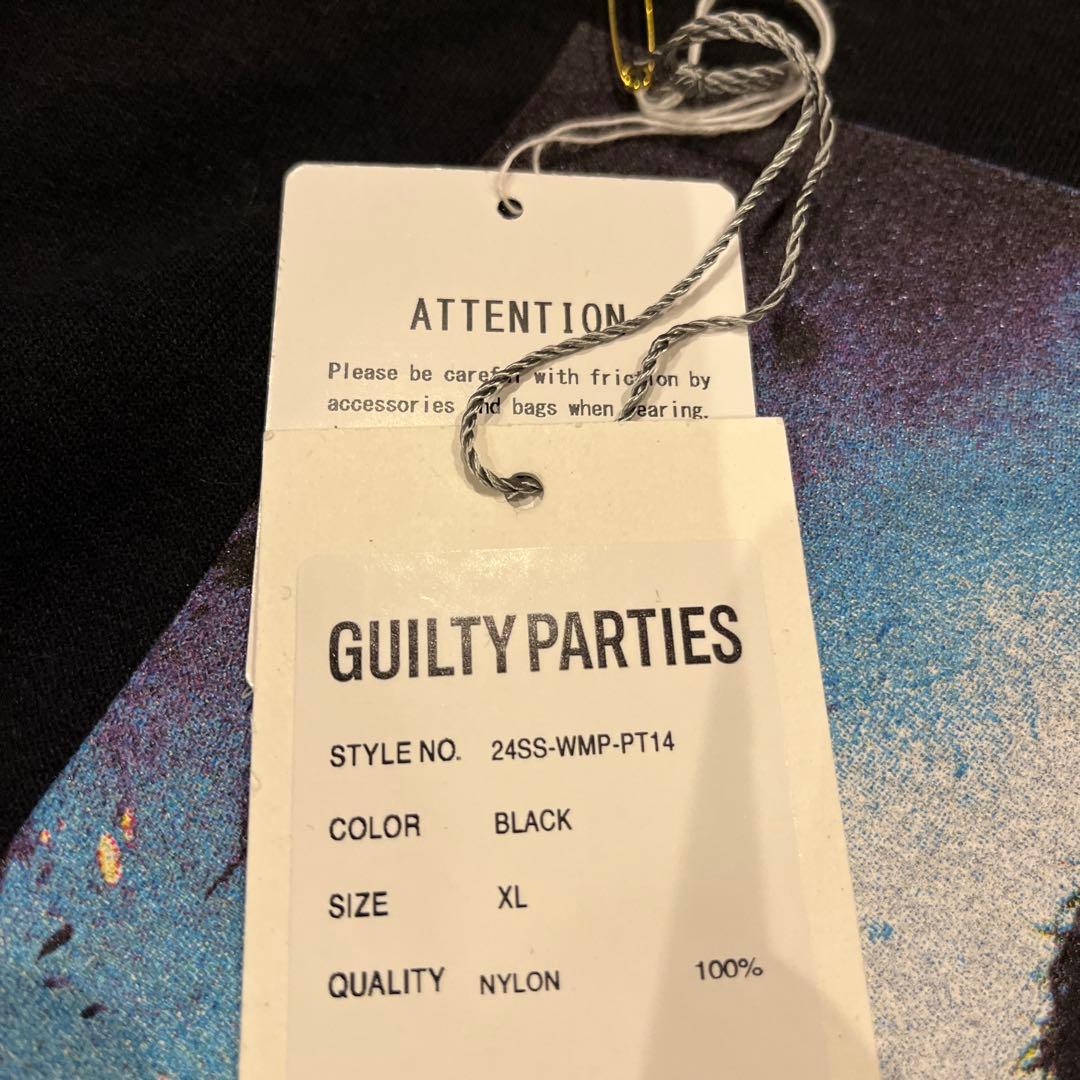 ATTENTION
Please be careful with friction by
accessories and bags when wearing.
GUILTY PARTIES
STYLE NO. 24SS-WMP-PT14
COLOR BLACK
SIZE XL
QUALITY NYLON 100%